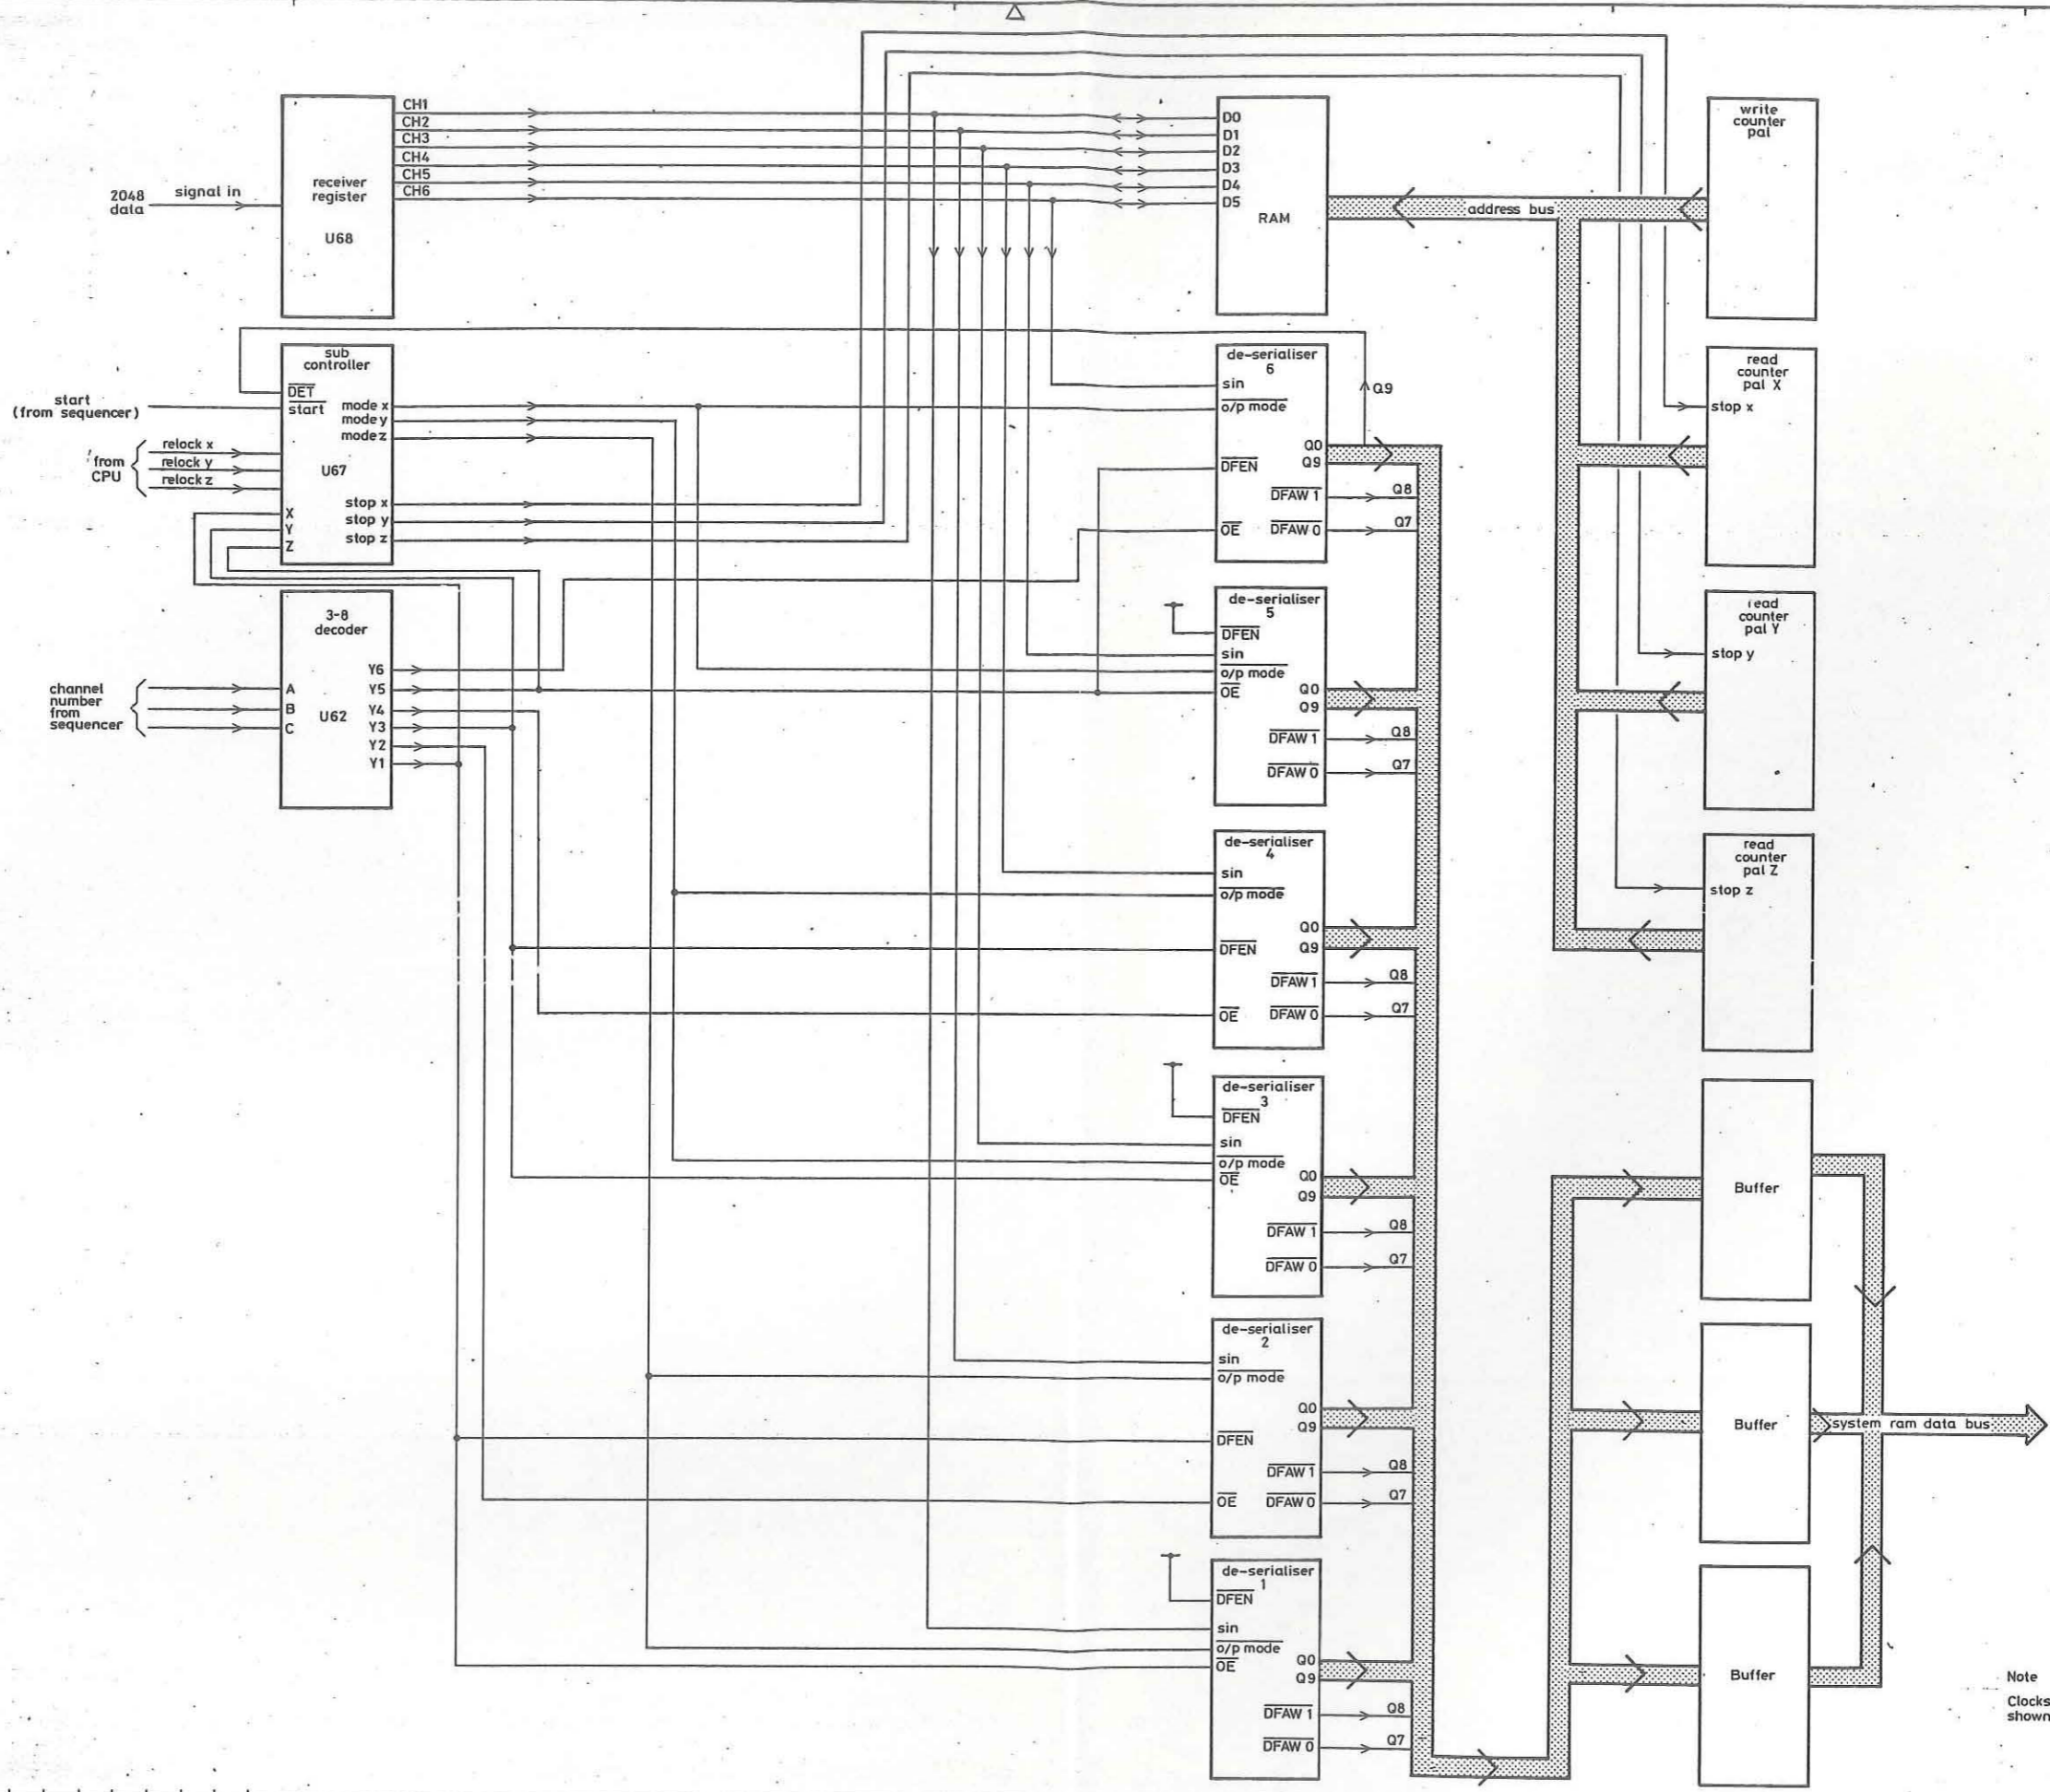 CH1
CH2
CH3
CH4
CH5
CH6
2048
data
signal in
receiver
register
U68
D0
D1
D2
D3
D4
D5
RAM
address bus
write
counter
pal
sub
controller
DET
start
start
(from sequencer)
mode x
mode y
mode z
relock x
relock y
relock z
from
CPU
U67
X
Y
Z
stop x
stop y
stop z
de-serialiser
6
sin
o/p mode
Q9
Q0
Q9
DFEN
DFAW 1
Q8
OE
DFAW 0
Q7
read
counter
pal X
stop x
3-8
decoder
Y6
Y5
Y4
Y3
Y2
Y1
channel
number
from
sequencer
A
B
C
U62
de-serialiser
5
DFEN
sin
o/p mode
OE
Q0
Q9
DFAW 1
Q8
DFAW 0
Q7
read
counter
pal Y
stop y
de-serialiser
4
sin
o/p mode
Q0
Q9
DFEN
DFAW 1
Q8
OE
DFAW 0
Q7
read
counter
pal Z
stop z
de-serialiser
3
DFEN
sin
o/p mode
OE
Q0
Q9
DFAW 1
Q8
DFAW 0
Q7
Buffer
de-serialiser
2
sin
o/p mode
Q0
Q9
DFEN
DFAW 1
Q8
OE
DFAW 0
Q7
Buffer
system ram data bus
de-serialiser
1
DFEN
sin
o/p mode
OE
Q0
Q9
DFAW 1
Q8
DFAW 0
Q7
Buffer
Note
Clocks
shown